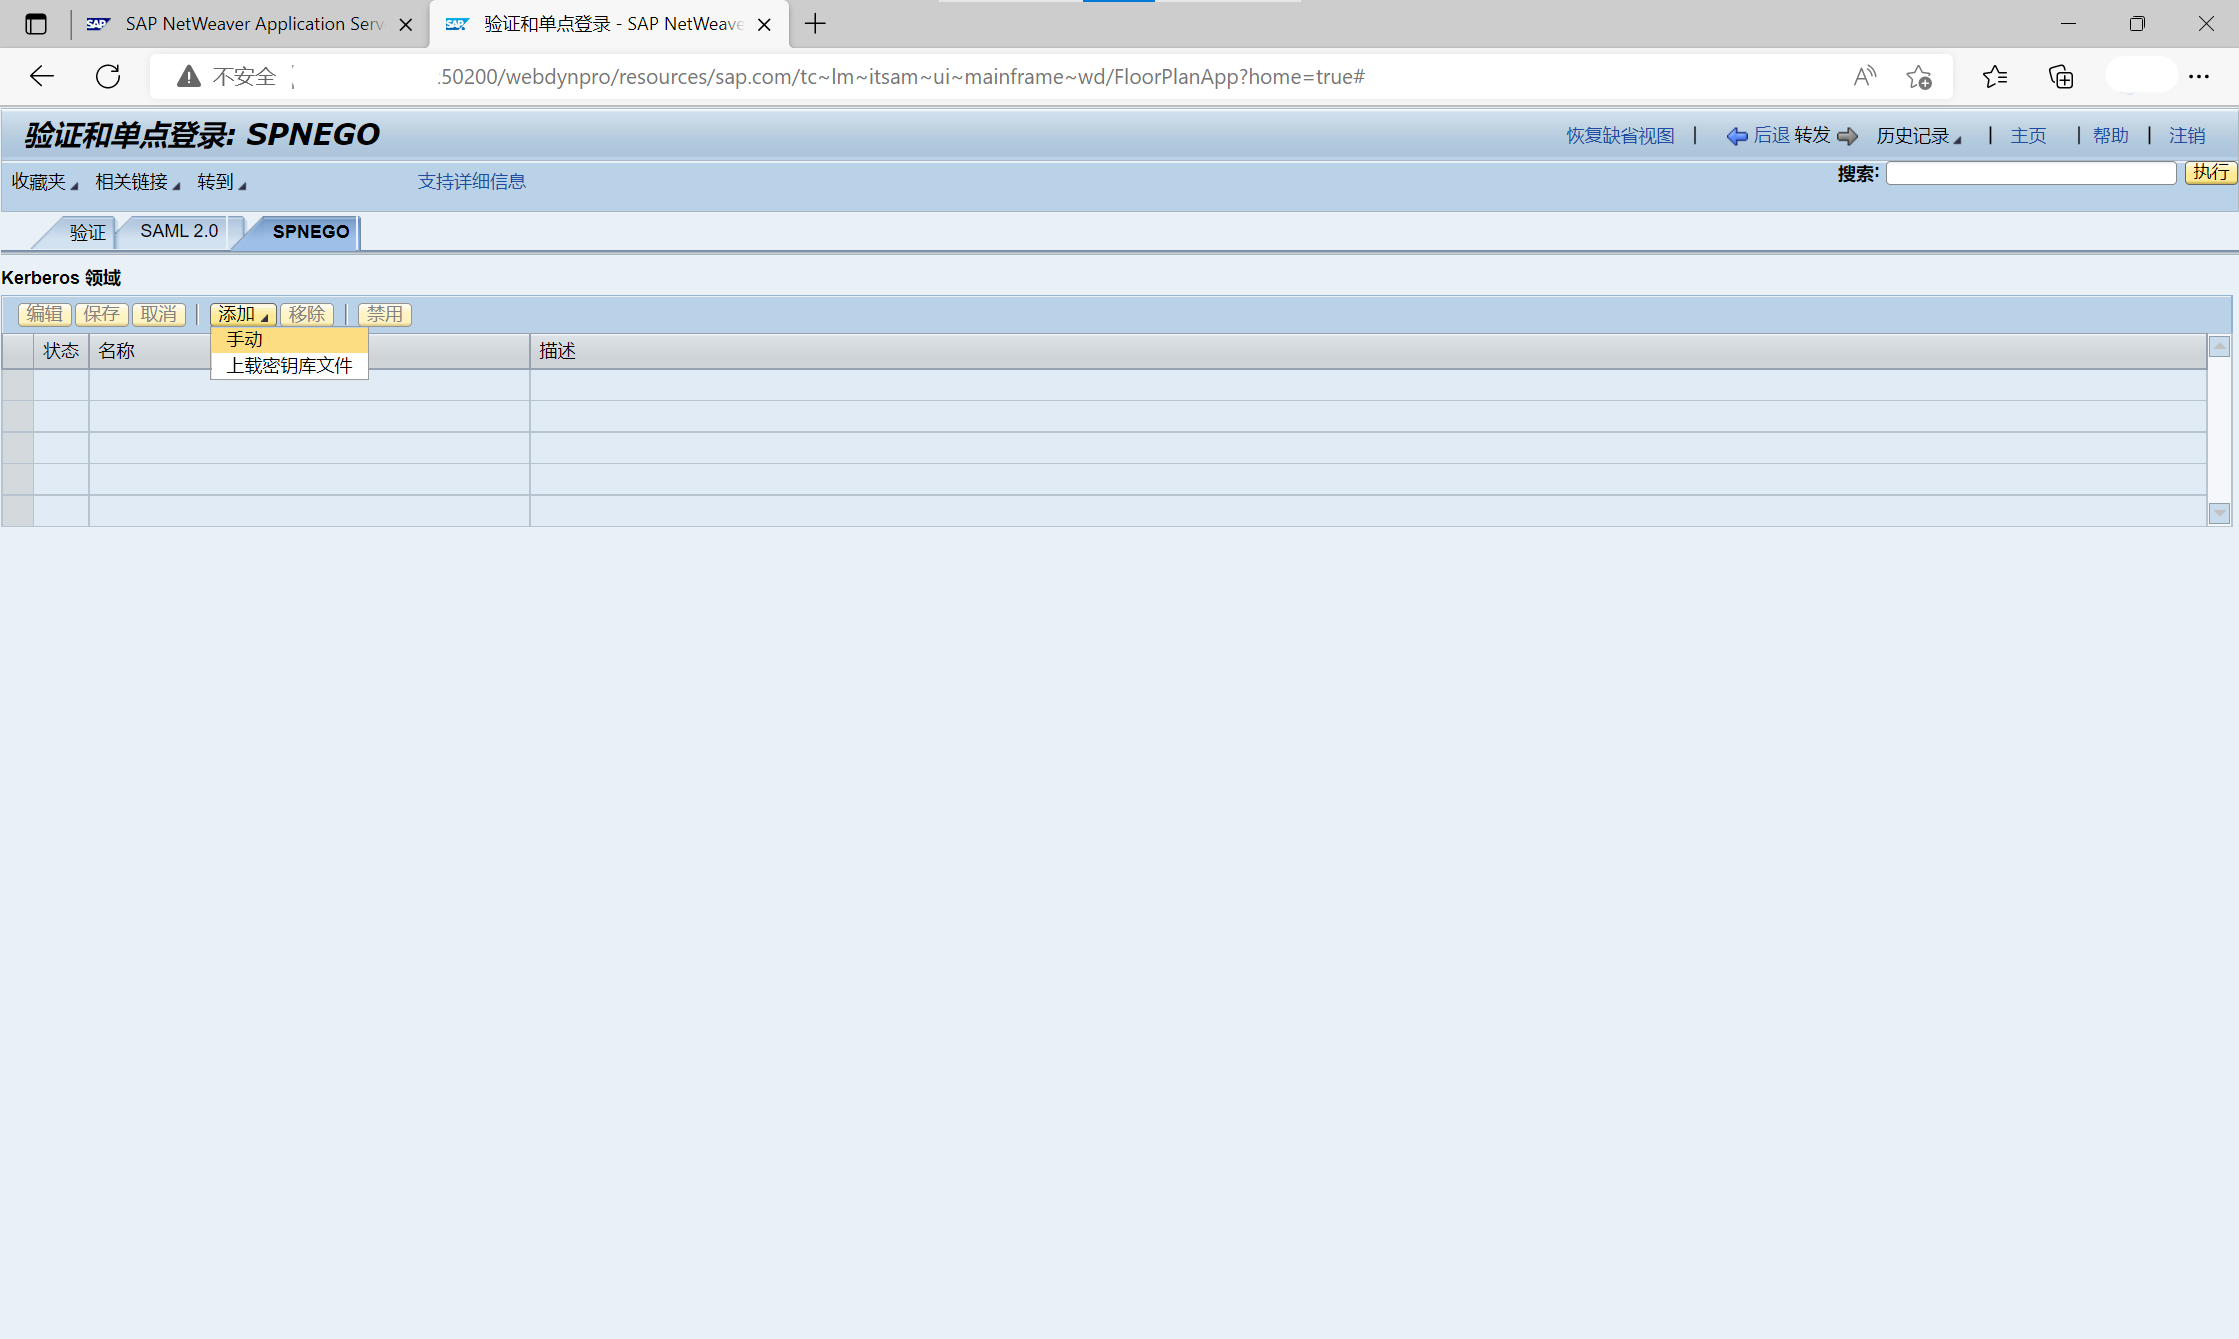 SAP NetWeaver Application Serv
验证和单点登录 - SAP NetWeave
不安全
.50200/webdynpro/resources/sap.com/tc~lm~itsam~ui~mainframe~wd/FloorPlanApp?home=true#
验证和单点登录: SPNEGO
恢复缺省视图 | 后退 转发 历史记录 | 主页 | 帮助 | 注销
收藏夹 相关链接 转到 支持详细信息
搜索: 执行
验证 SAML 2.0 SPNEGO
Kerberos 领域
编辑 保存 取消 添加 移除 禁用
手动
上载密钥库文件
状态 名称 描述